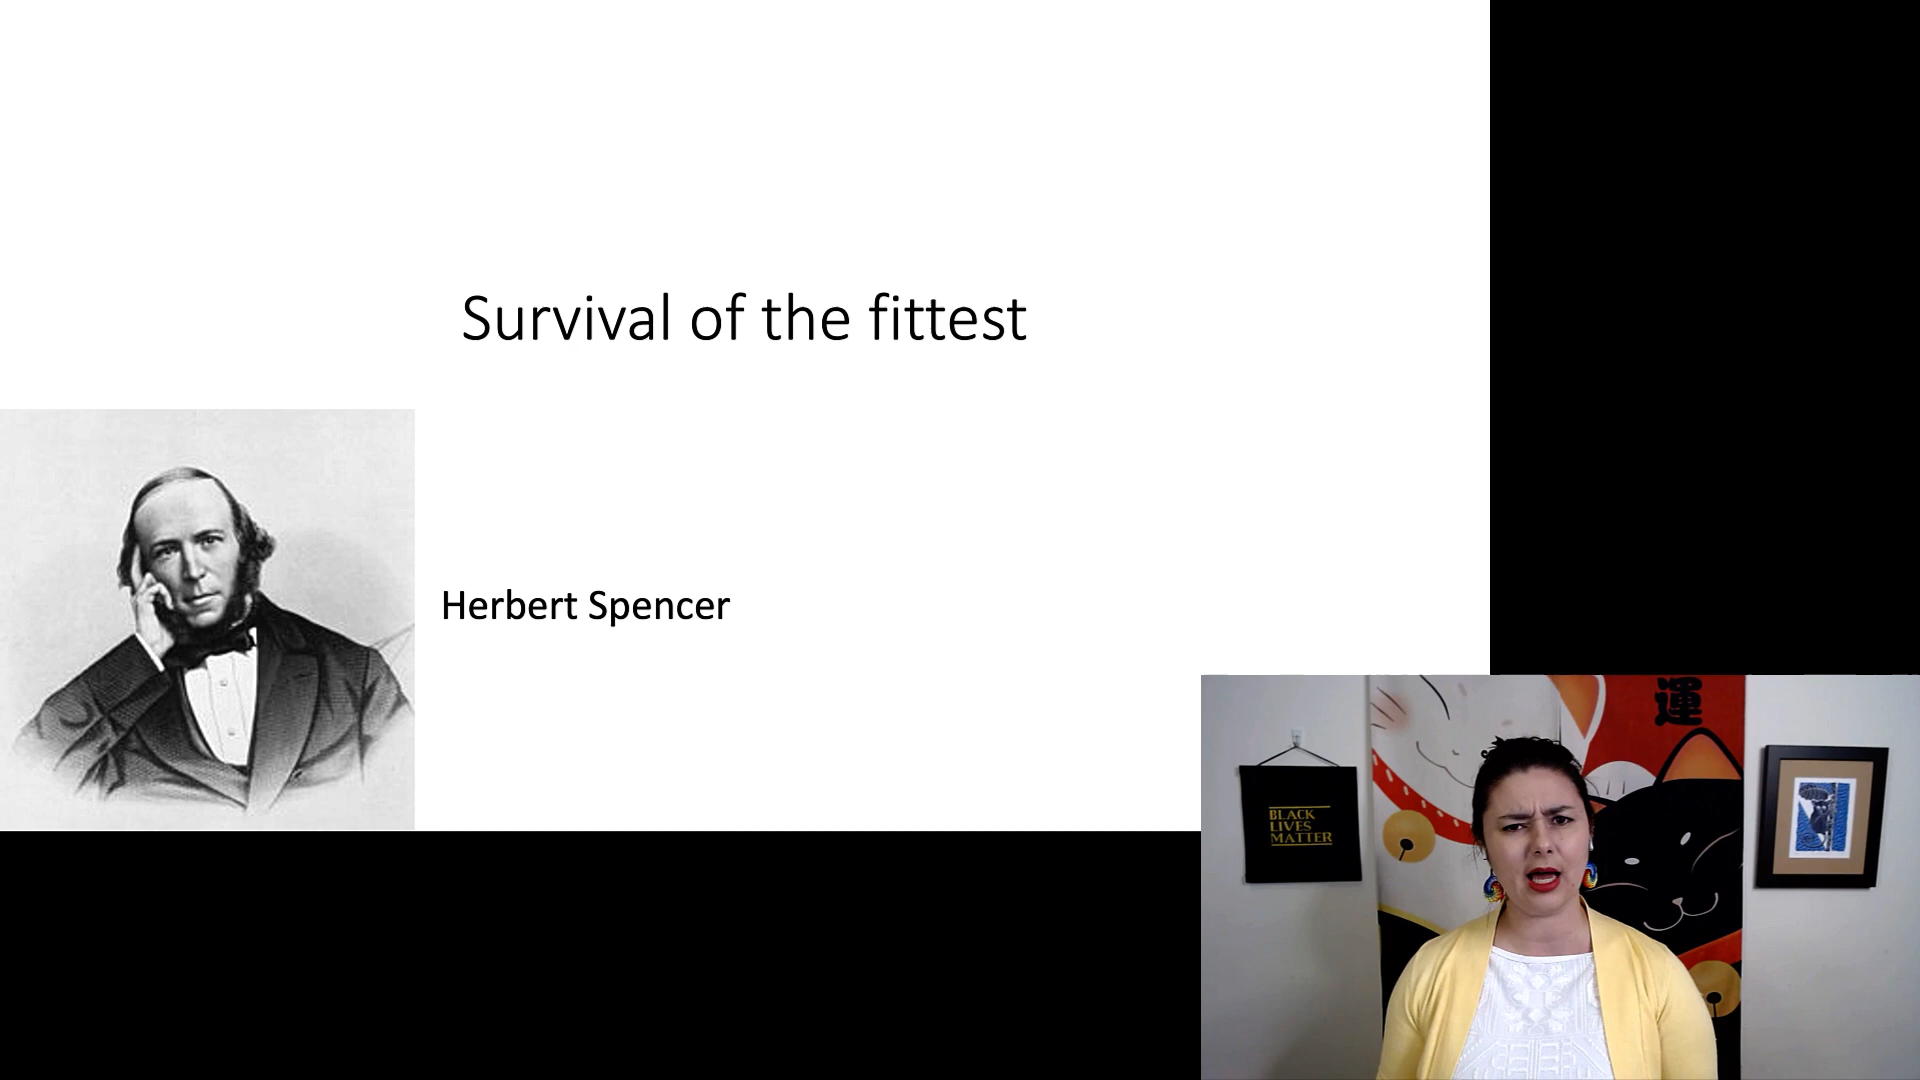 Survival of the fittest
Herbert Spencer
運
BLACK
LIVES
MATTER